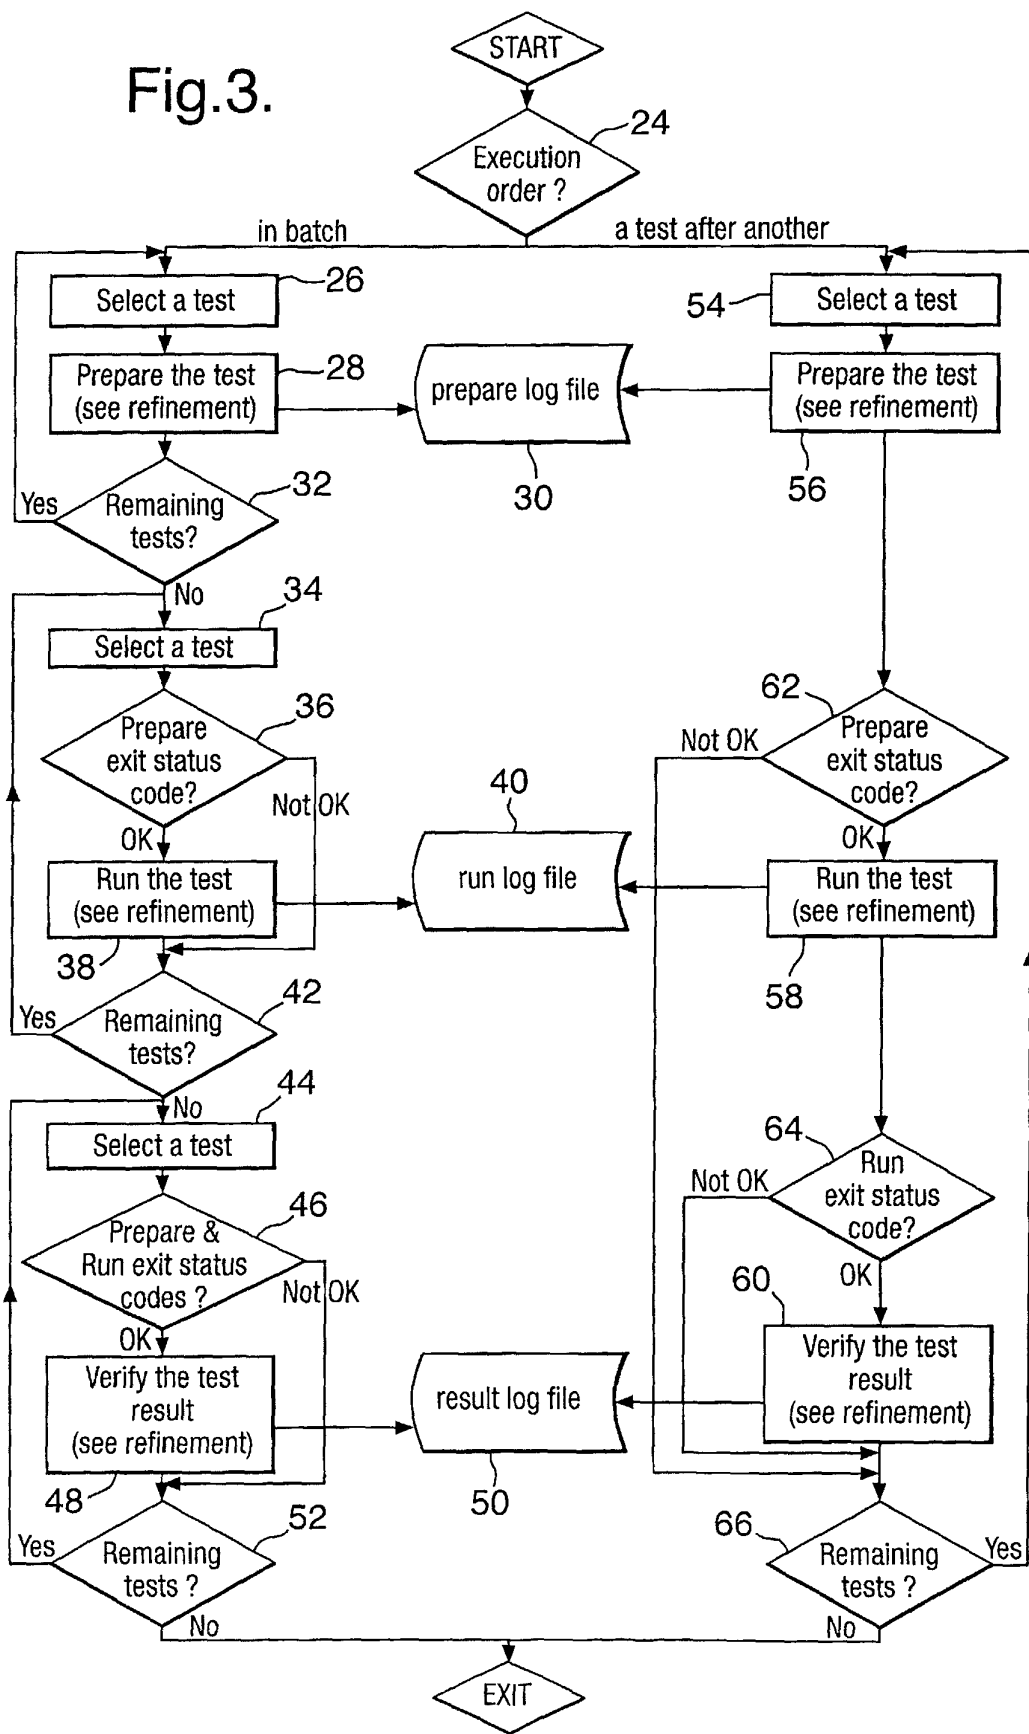 START
Fig.3.
24
Execution
order ?
in batch
a test after another
26
Select a test
54
Select a test
28
Prepare the test
(see refinement)
prepare log file
30
Prepare the test
(see refinement)
56
32
Yes
Remaining
tests?
No
34
Select a test
36
Prepare
exit status
code?
Not OK
OK
62
Not OK
Prepare
exit status
code?
OK
40
run log file
Run the test
(see refinement)
38
Run the test
(see refinement)
58
42
Yes
Remaining
tests?
No
44
Select a test
64
Not OK
Run
exit status
code?
OK
46
Prepare &
Run exit status
codes ?
Not OK
OK
60
Verify the test
result
(see refinement)
48
result log file
50
Verify the test
result
(see refinement)
52
Yes
Remaining
tests ?
No
66
Remaining
tests ?
Yes
No
EXIT